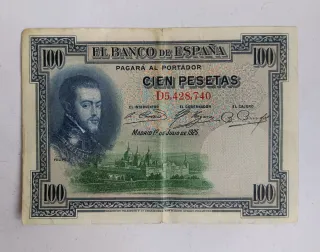 EL BANCO DE ESPAÑA
100 100
PAGARÁ AL PORTADOR
CIEN PESETAS
D5,428,740
EL INTERVENTOR EL GOBERNADOR EL CAJERO
MADRID 1º DE JULIO DE 1925.
100 100